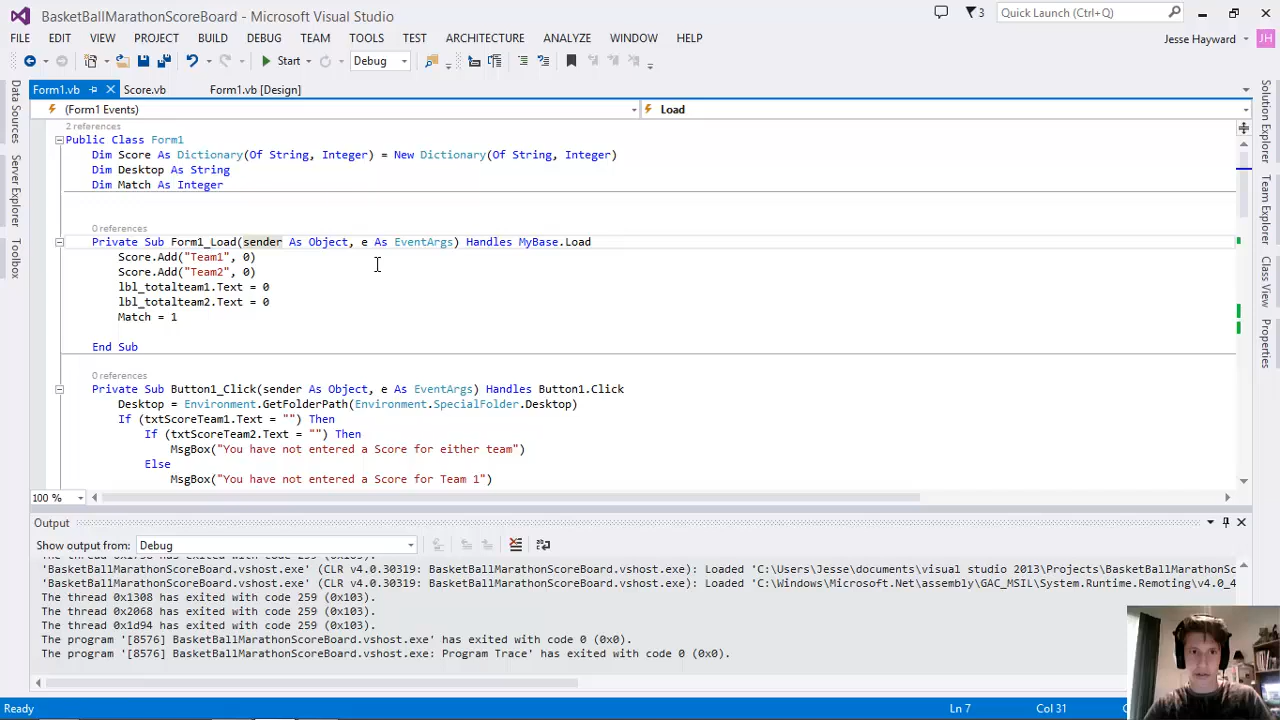 BasketBallMarathonScoreBoard - Microsoft Visual Studio
3
Quick Launch (Ctrl+Q)
FILE EDIT VIEW PROJECT BUILD DEBUG TEAM TOOLS TEST ARCHITECTURE ANALYZE WINDOW HELP
Jesse Hayward JH
Start Debug
Form1.vb Score.vb Form1.vb [Design]
(Form1 Events) Load
Data Sources
Server Explorer
Toolbox
2 references
Public Class Form1
Dim Score As Dictionary(Of String, Integer) = New Dictionary(Of String, Integer)
Dim Desktop As String
Dim Match As Integer
0 references
Private Sub Form1_Load(sender As Object, e As EventArgs) Handles MyBase.Load
Score.Add("Team1", 0)
Score.Add("Team2", 0)
lbl_totalteam1.Text = 0
lbl_totalteam2.Text = 0
Match = 1
End Sub
0 references
Private Sub Button1_Click(sender As Object, e As EventArgs) Handles Button1.Click
Desktop = Environment.GetFolderPath(Environment.SpecialFolder.Desktop)
If (txtScoreTeam1.Text = "") Then
If (txtScoreTeam2.Text = "") Then
MsgBox("You have not entered a Score for either team")
Else
MsgBox("You have not entered a Score for Team 1")
Solution Explorer
Team Explorer
Properties
100 %
Output
Show output from: Debug
'BasketBallMarathonScoreBoard.vshost.exe' (CLR v4.0.30319: BasketBallMarathonScoreBoard.vshost.exe): Loaded 'C:\Users\Jesse\documents\visual studio 2013\Projects\BasketBallMarathonSc
'BasketBallMarathonScoreBoard.vshost.exe' (CLR v4.0.30319: BasketBallMarathonScoreBoard.vshost.exe): Loaded 'C:\Windows\Microsoft.Net\assembly\GAC_MSIL\System.Runtime.Remoting\v4.0_4
The thread 0x1308 has exited with code 259 (0x103).
The thread 0x2068 has exited with code 259 (0x103).
The thread 0x1d94 has exited with code 259 (0x103).
The program '[8576] BasketBallMarathonScoreBoard.vshost.exe' has exited with code 0 (0x0).
The program '[8576] BasketBallMarathonScoreBoard.vshost.exe: Program Trace' has exited with code 0 (0x0).
Ready Ln 7 Col 31